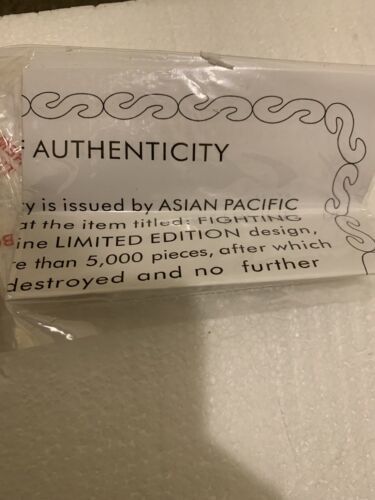 AUTHENTICITY
is issued by ASIAN PACIFIC
at the item titled: FIGHTING
LIMITED EDITION design,
than 5,000 pieces, after which
destroyed and no further